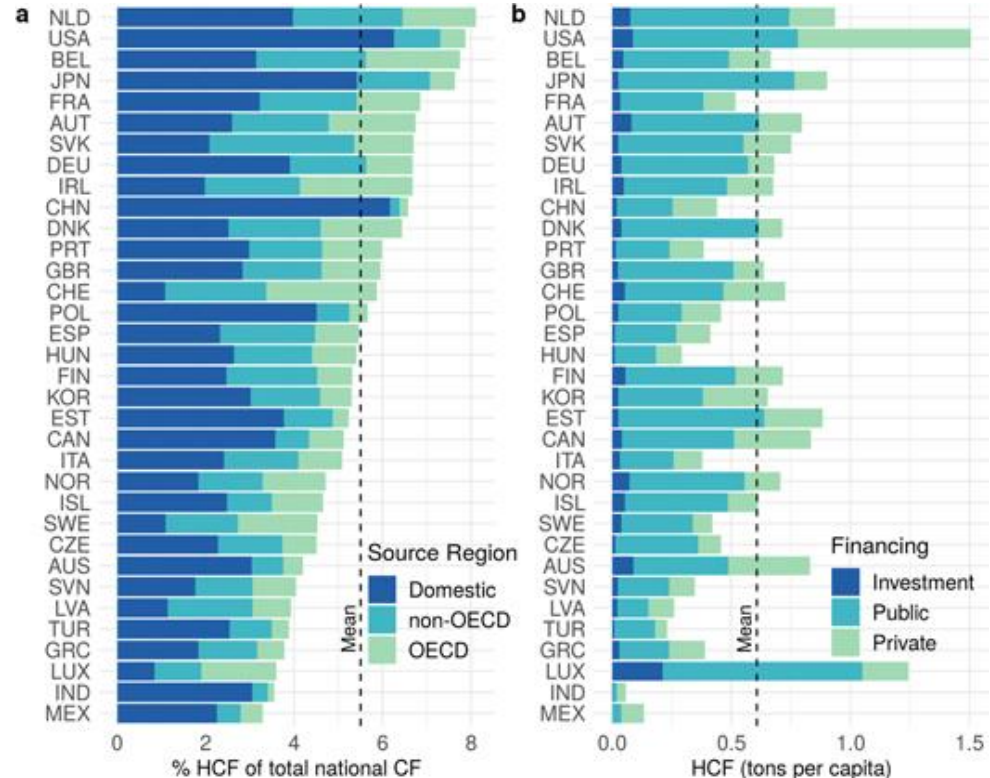 a
NLD
USA
BEL
JPN
FRA
AUT
SVK
DEU
IRL
CHN
DNK
PRT
GBR
CHE
POL
ESP
HUN
FIN
KOR
EST
CAN
ITA
NOR
ISL
SWE
CZE
AUS
SVN
LVA
TUR
GRC
LUX
IND
MEX
Mean
Source Region
Domestic
non-OECD
OECD
0 2 4 6 8
% HCF of total national CF
b
NLD
USA
BEL
JPN
FRA
AUT
SVK
DEU
IRL
CHN
DNK
PRT
GBR
CHE
POL
ESP
HUN
FIN
KOR
EST
CAN
ITA
NOR
ISL
SWE
CZE
AUS
SVN
LVA
TUR
GRC
LUX
IND
MEX
Mean
Financing
Investment
Public
Private
0.0 0.5 1.0 1.5
HCF (tons per capita)